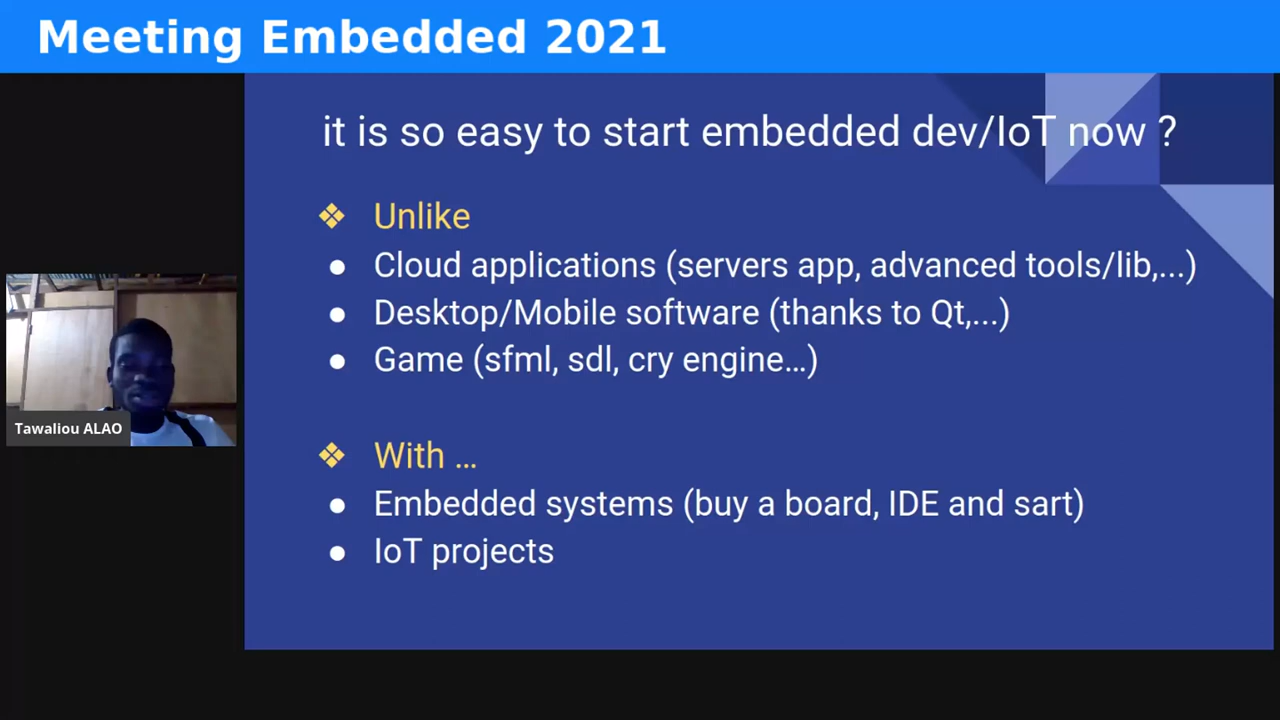 Meeting Embedded 2021
it is so easy to start embedded dev/IoT now ?
❖ Unlike
● Cloud applications (servers app, advanced tools/lib,...)
● Desktop/Mobile software (thanks to Qt,...)
● Game (sfml, sdl, cry engine…)
❖ With …
● Embedded systems (buy a board, IDE and sart)
● IoT projects
Tawaliou ALAO